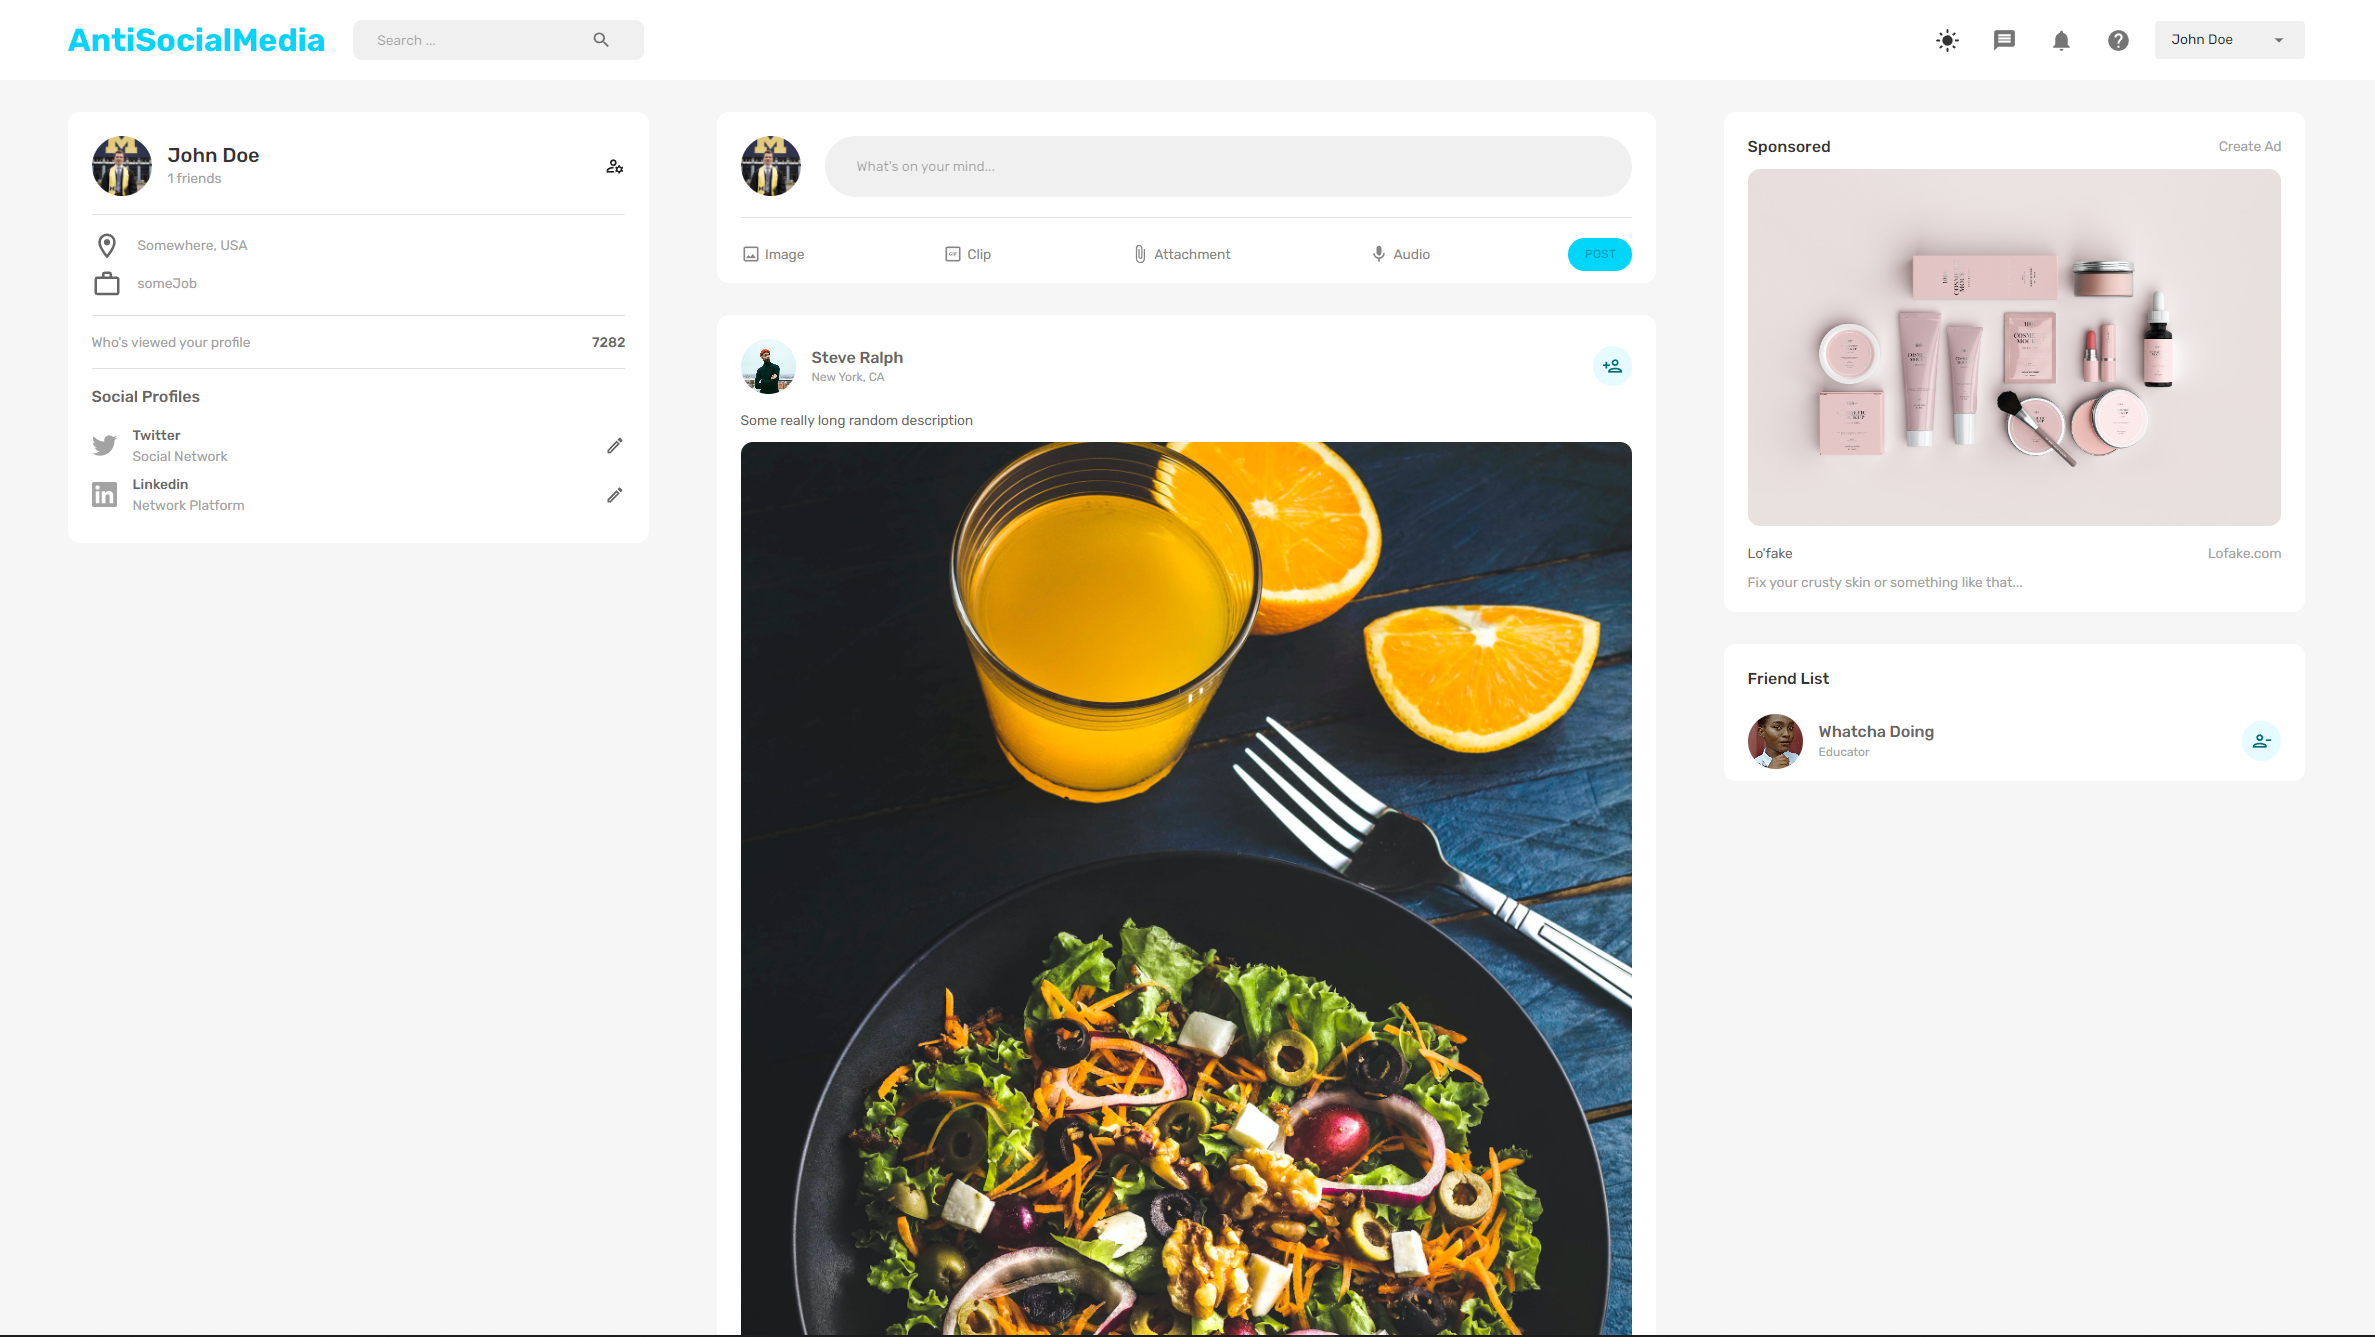 AntiSocialMedia
Search ...
John Doe
John Doe
1 friends
Somewhere, USA
someJob
Who's viewed your profile
7282
Social Profiles
Twitter
Social Network
Linkedin
Network Platform
What's on your mind...
Image
GIF
Clip
Attachment
Audio
POST
Steve Ralph
New York, CA
Some really long random description
Sponsored
Create Ad
Lo'fake
Lofake.com
Fix your crusty skin or something like that...
Friend List
Whatcha Doing
Educator